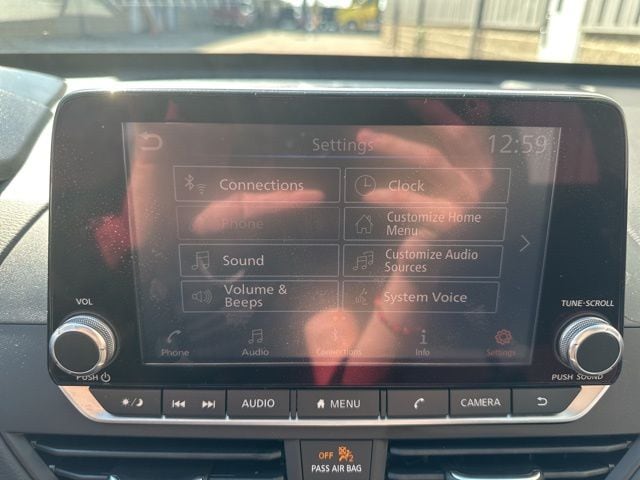 Settings
12:59
Connections
Clock
Phone
Customize Home
Menu
Sound
Customize Audio
Sources
Volume &
Beeps
System Voice
Phone
Audio
Connections
Info
Settings
VOL
TUNE·SCROLL
PUSH
PUSH SOUND
AUDIO
MENU
CAMERA
OFF
2
PASS AIR BAG